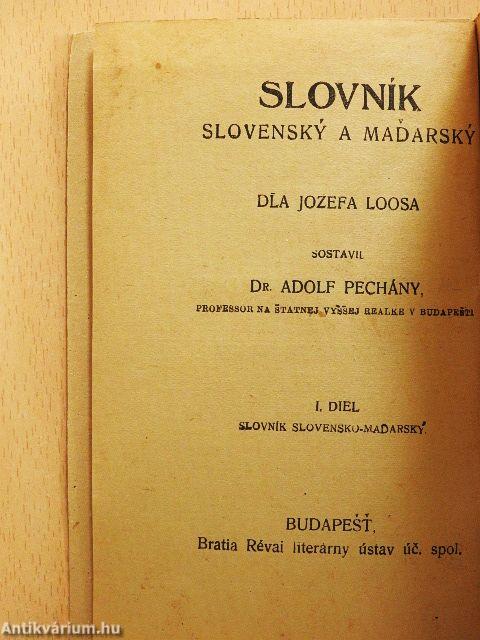 SLOVNÍK
SLOVENSKÝ A MAĎARSKÝ
DĽA JOZEFA LOOSA
SOSTAVIL
DR. ADOLF PECHÁNY,
PROFESSOR NA ŠTATNEJ VYŠŠEJ REALKE V BUDAPEŠTI
I. DIEL
SLOVNÍK SLOVENSKO-MAĎARSKÝ.
BUDAPEŠŤ,
Bratia Révai literárny ústav úč. spol.
Antikvárium.hu